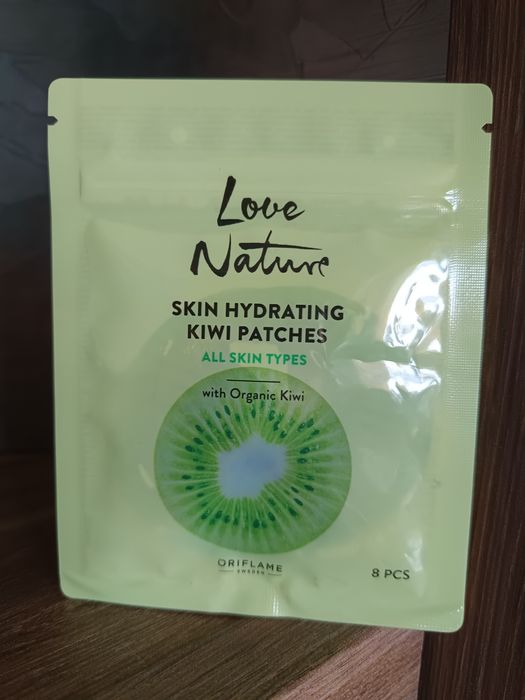 Love
Nature
SKIN HYDRATING
KIWI PATCHES
ALL SKIN TYPES
with Organic Kiwi
ORIFLAME
SWEDEN
8 PCS